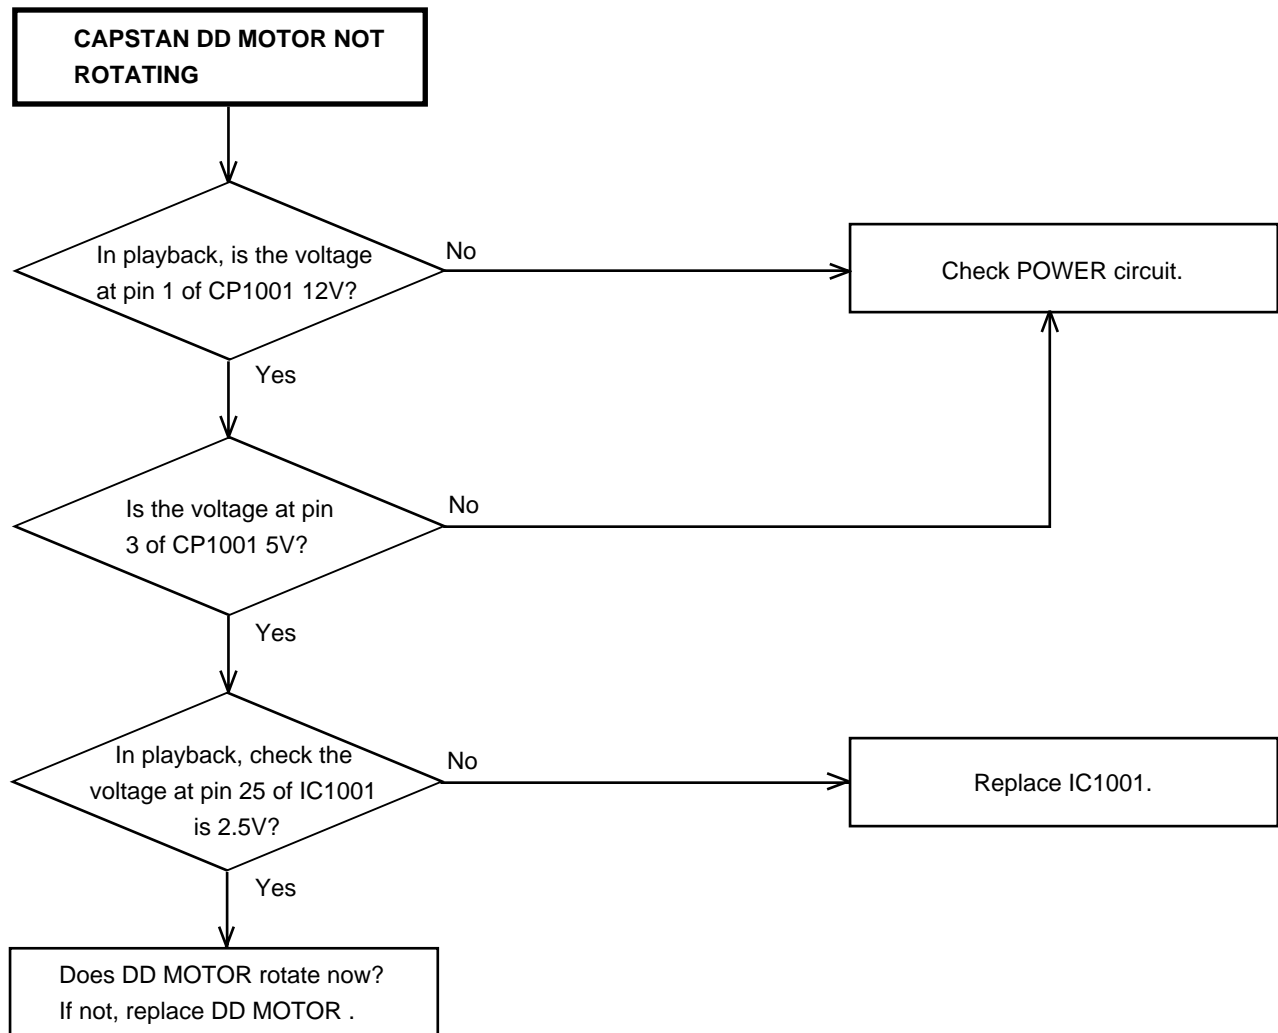 CAPSTAN DD MOTOR NOT
ROTATING
In playback, is the voltage
at pin 1 of CP1001 12V?
No
Check POWER circuit.
Yes
Is the voltage at pin
3 of CP1001 5V?
No
Yes
In playback, check the
voltage at pin 25 of IC1001
is 2.5V?
No
Replace IC1001.
Yes
Does DD MOTOR rotate now?
If not, replace DD MOTOR .